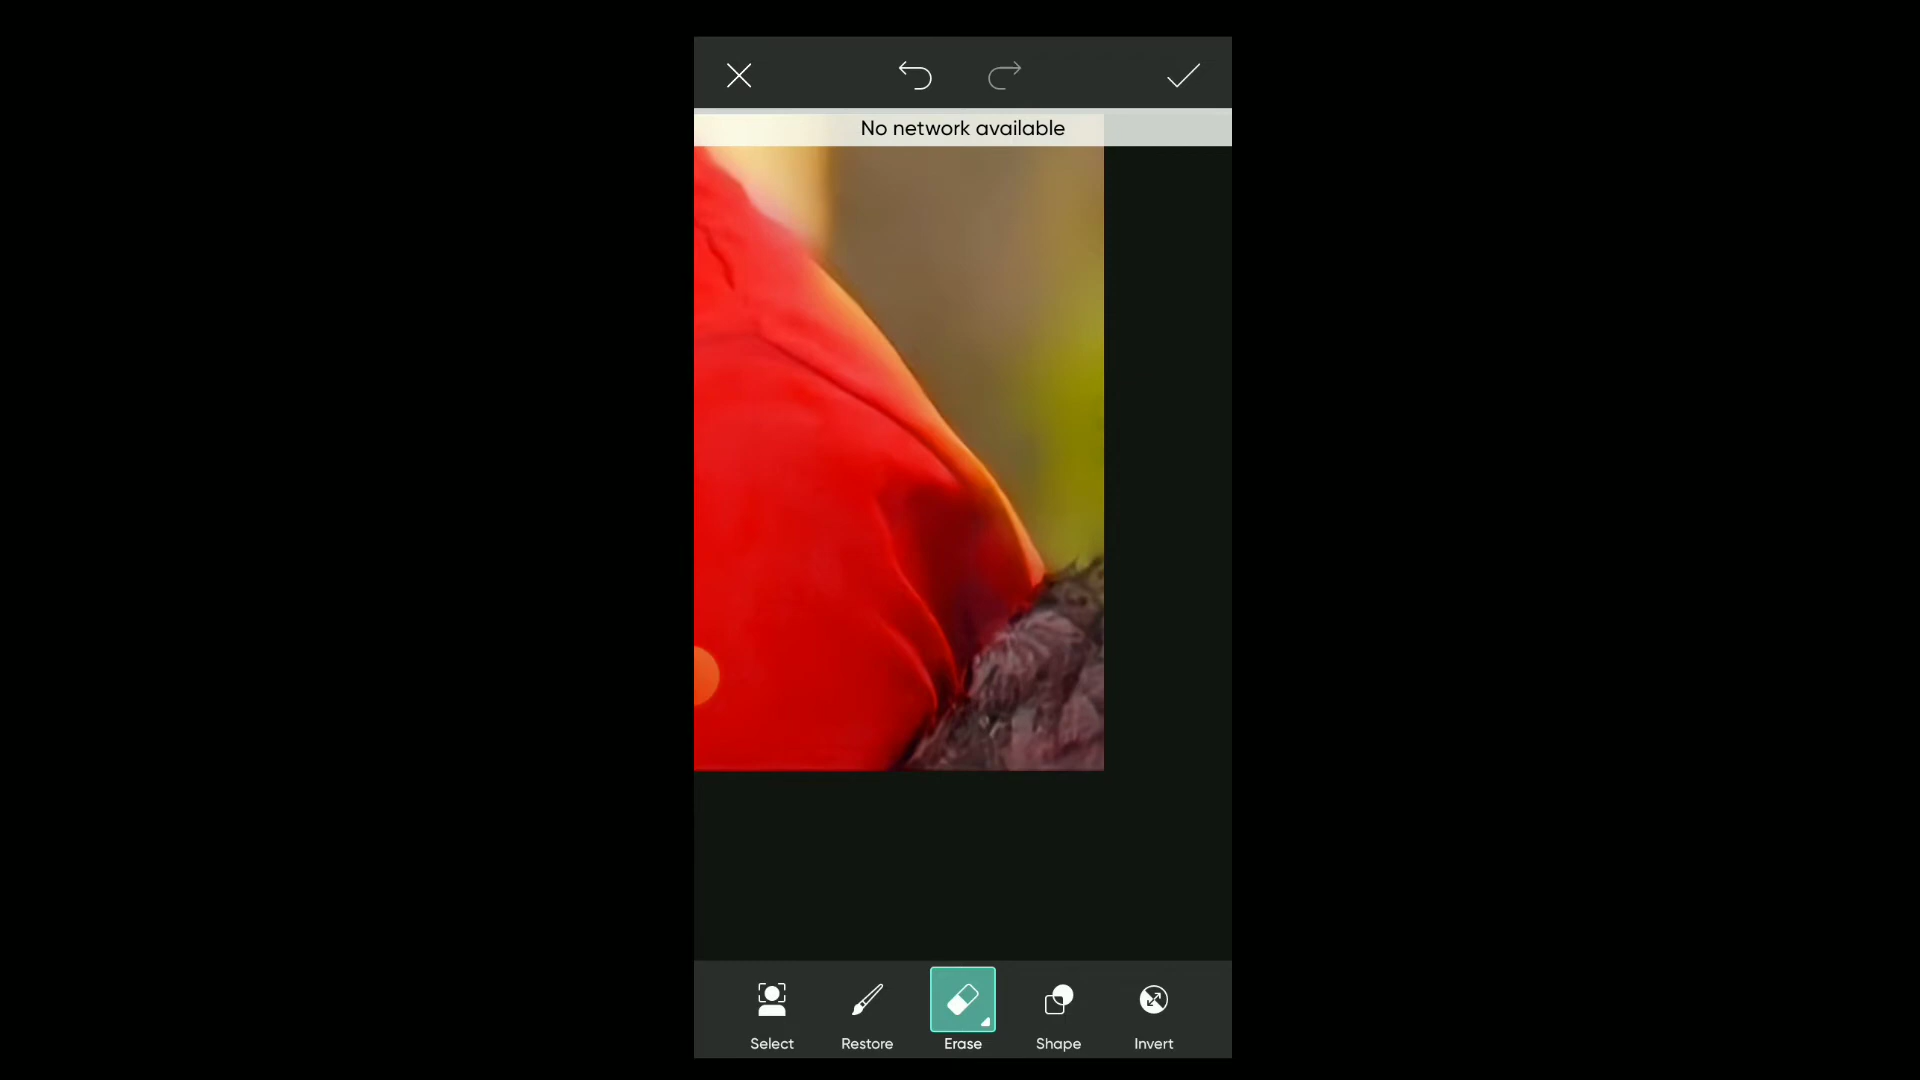 No network available
Select
Restore
Erase
Shape
Invert